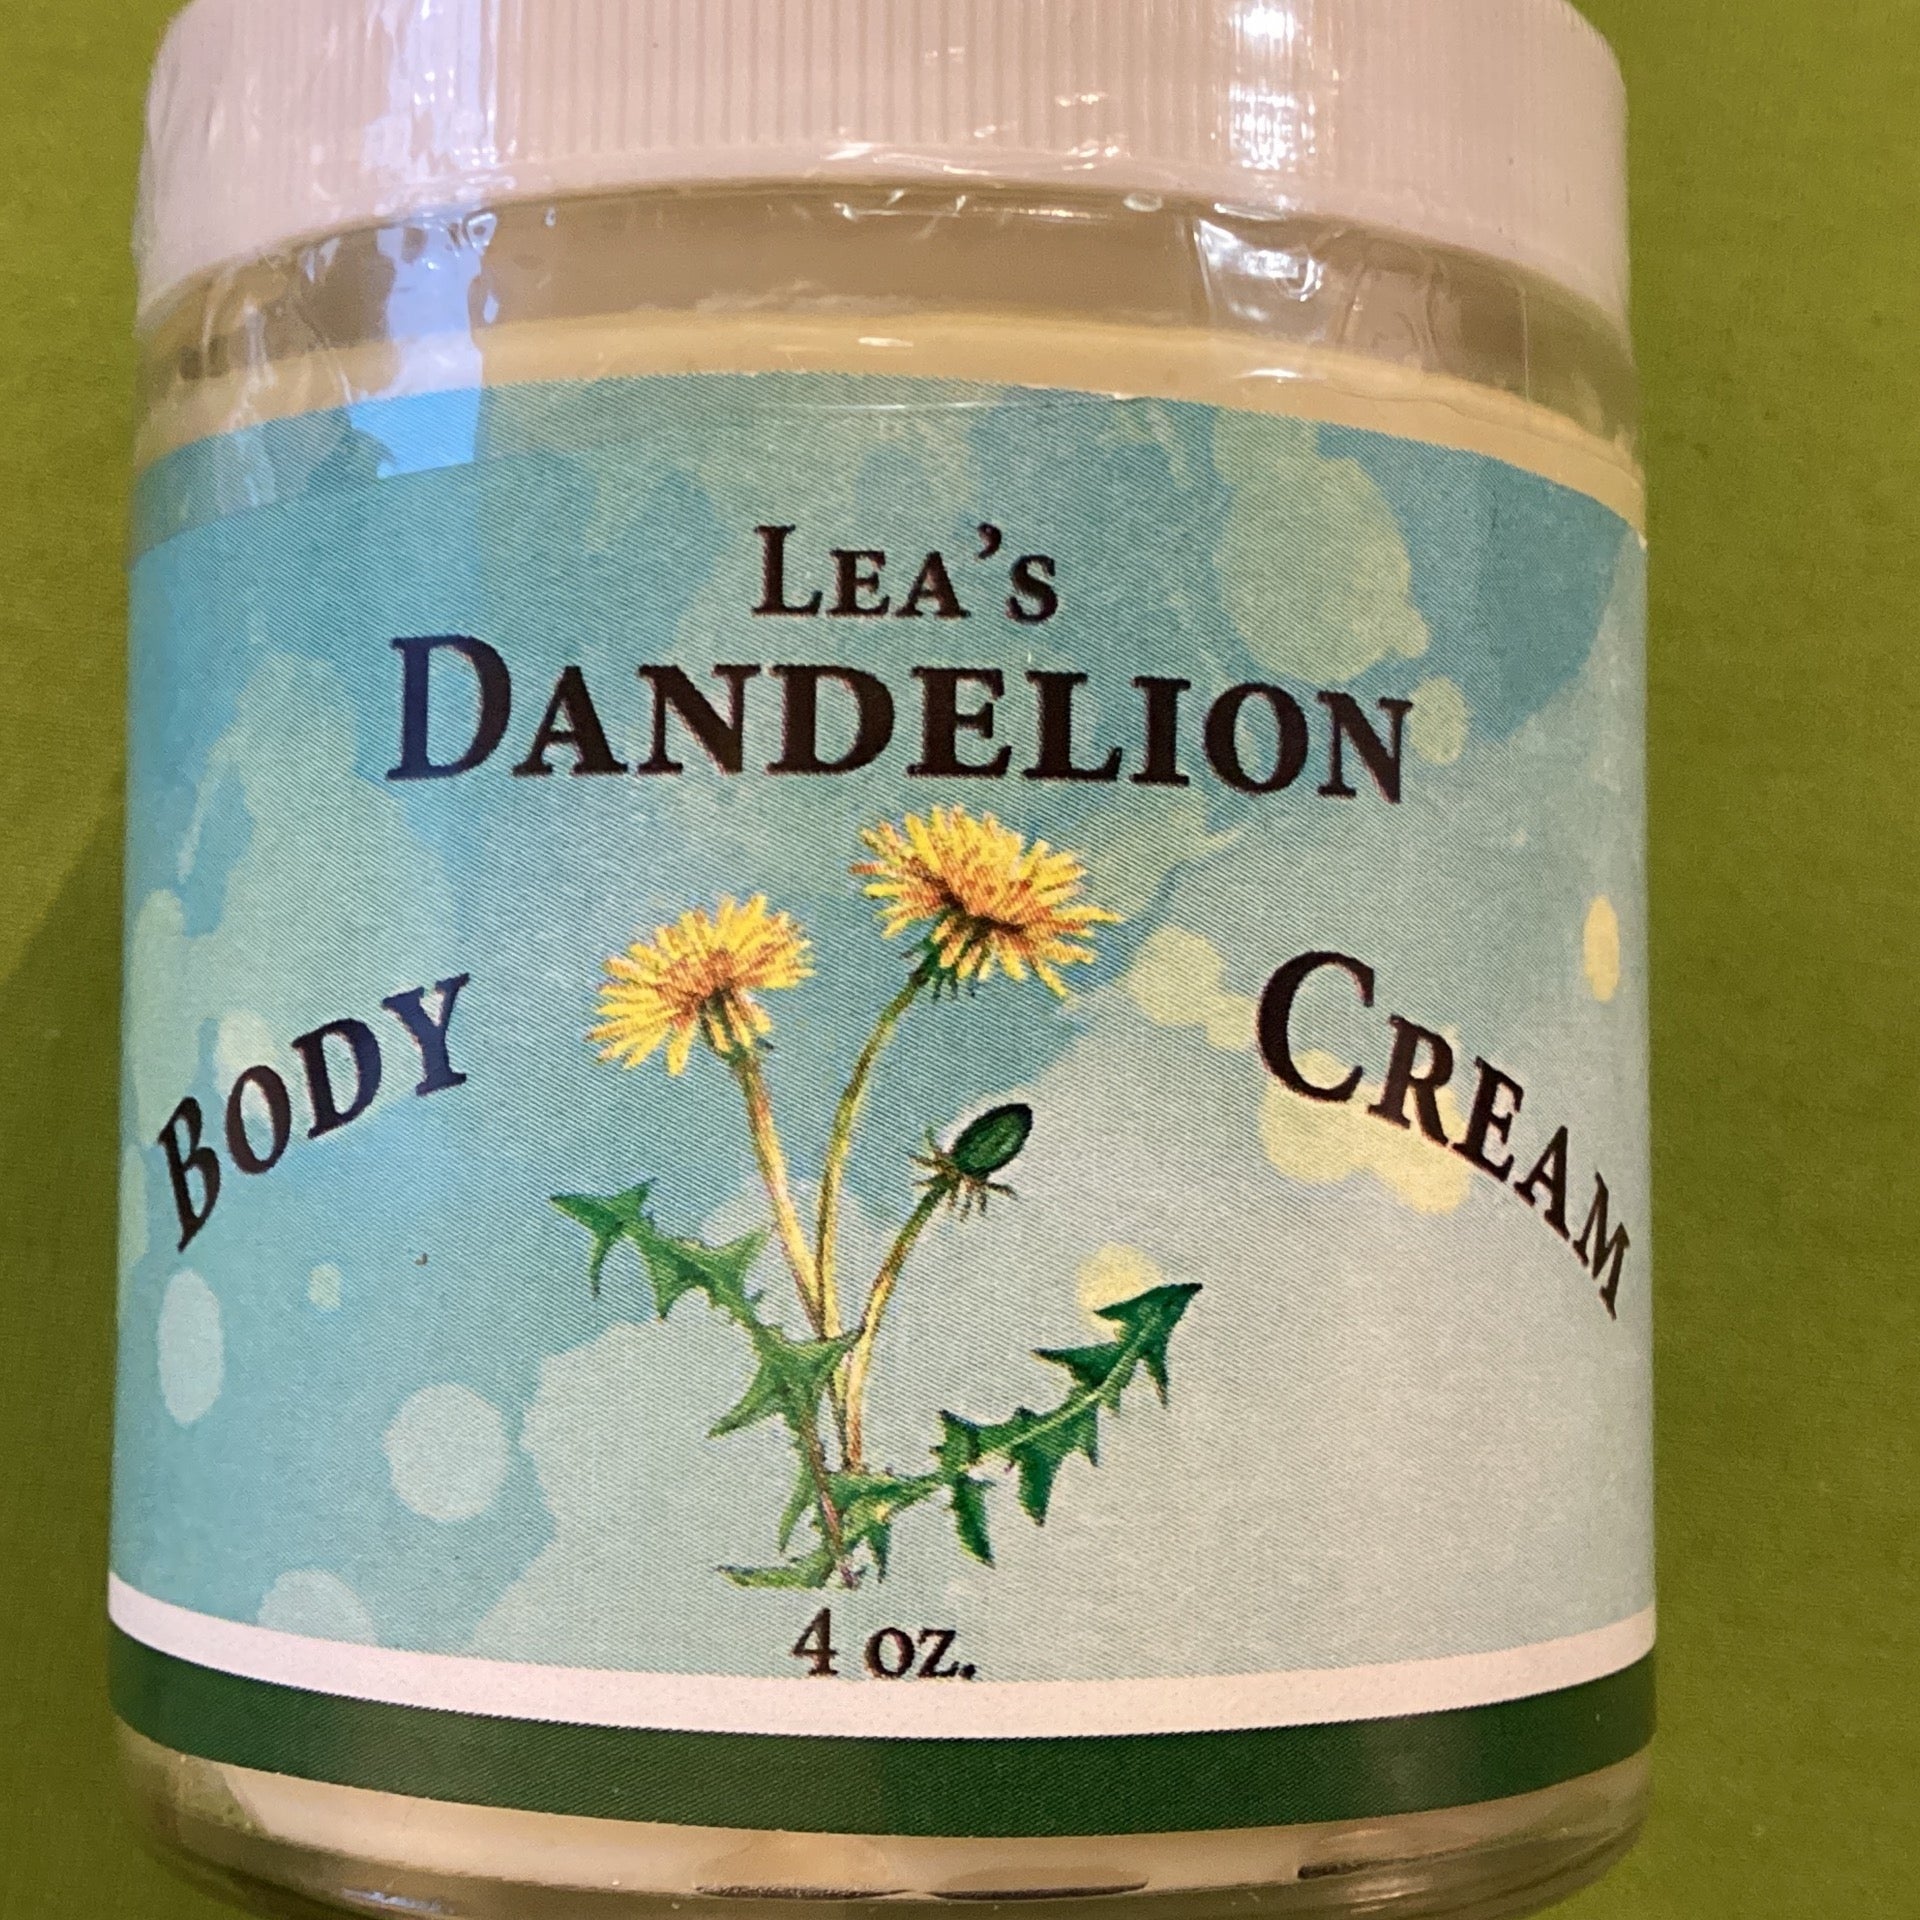 Lea's
Dandelion
Body Cream
4 oz.